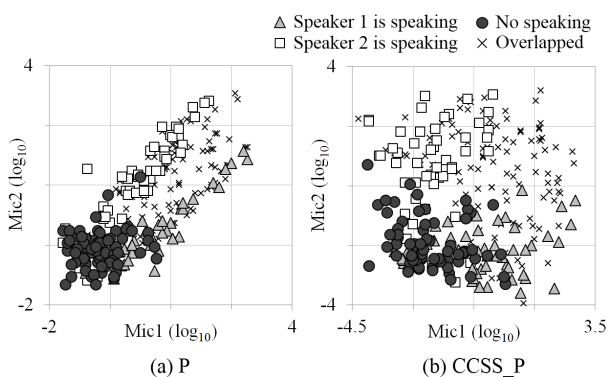 ▲ Speaker 1 is speaking ● No speaking
□ Speaker 2 is speaking × Overlapped
4
Mic2 (log10)
-2
-2 Mic1 (log10) 4
(a) P
4
Mic2 (log10)
-4
-4.5 Mic1 (log10) 3.5
(b) CCSS_P